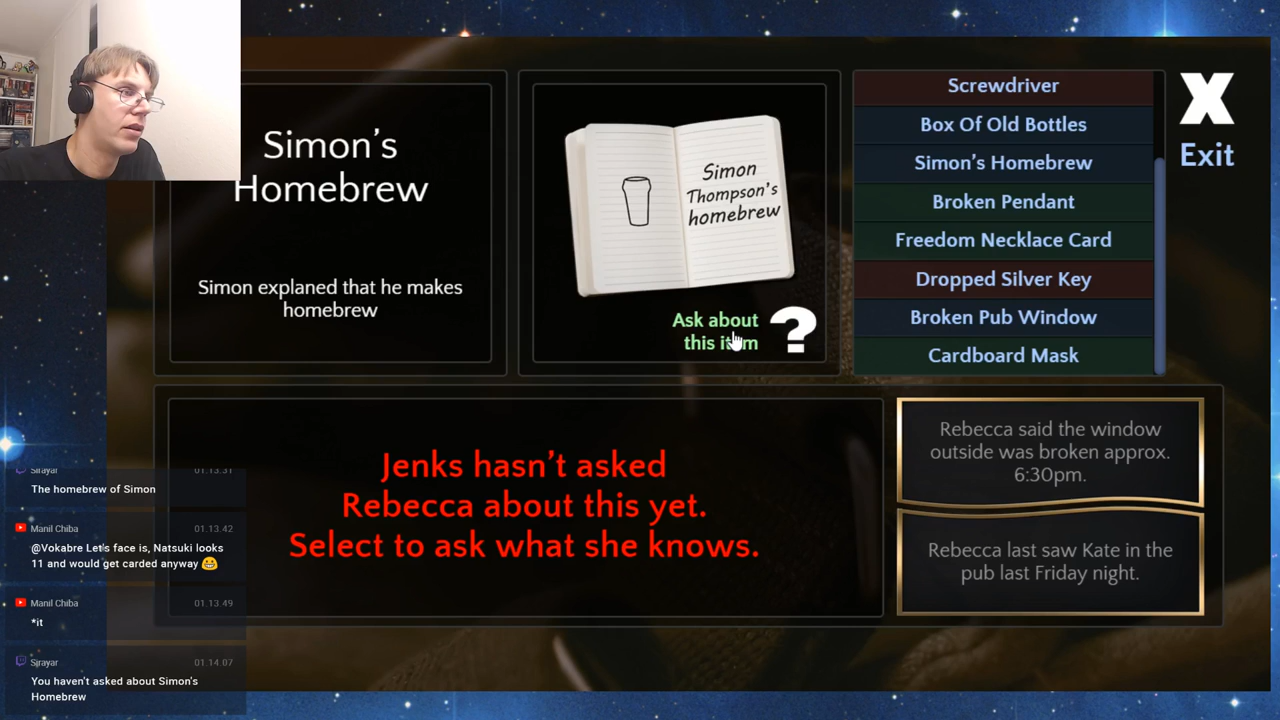 Simon's
Homebrew
Simon explaned that he makes
homebrew
Simon
Thompson's
homebrew
Ask about
this item
?
Screwdriver
Box Of Old Bottles
Simon's Homebrew
Broken Pendant
Freedom Necklace Card
Dropped Silver Key
Broken Pub Window
Cardboard Mask
X
Exit
Jenks hasn't asked
Rebecca about this yet.
Select to ask what she knows.
Rebecca said the window
outside was broken approx.
6:30pm.
Rebecca last saw Kate in the
pub last Friday night.
Sirayar 01.13.31
The homebrew of Simon
Manil Chiba 01.13.42
@Vokabre Let's face is, Natsuki looks
11 and would get carded anyway 😄
Manil Chiba 01.13.49
*it
Sirayar 01.14.07
You haven't asked about Simon's
Homebrew